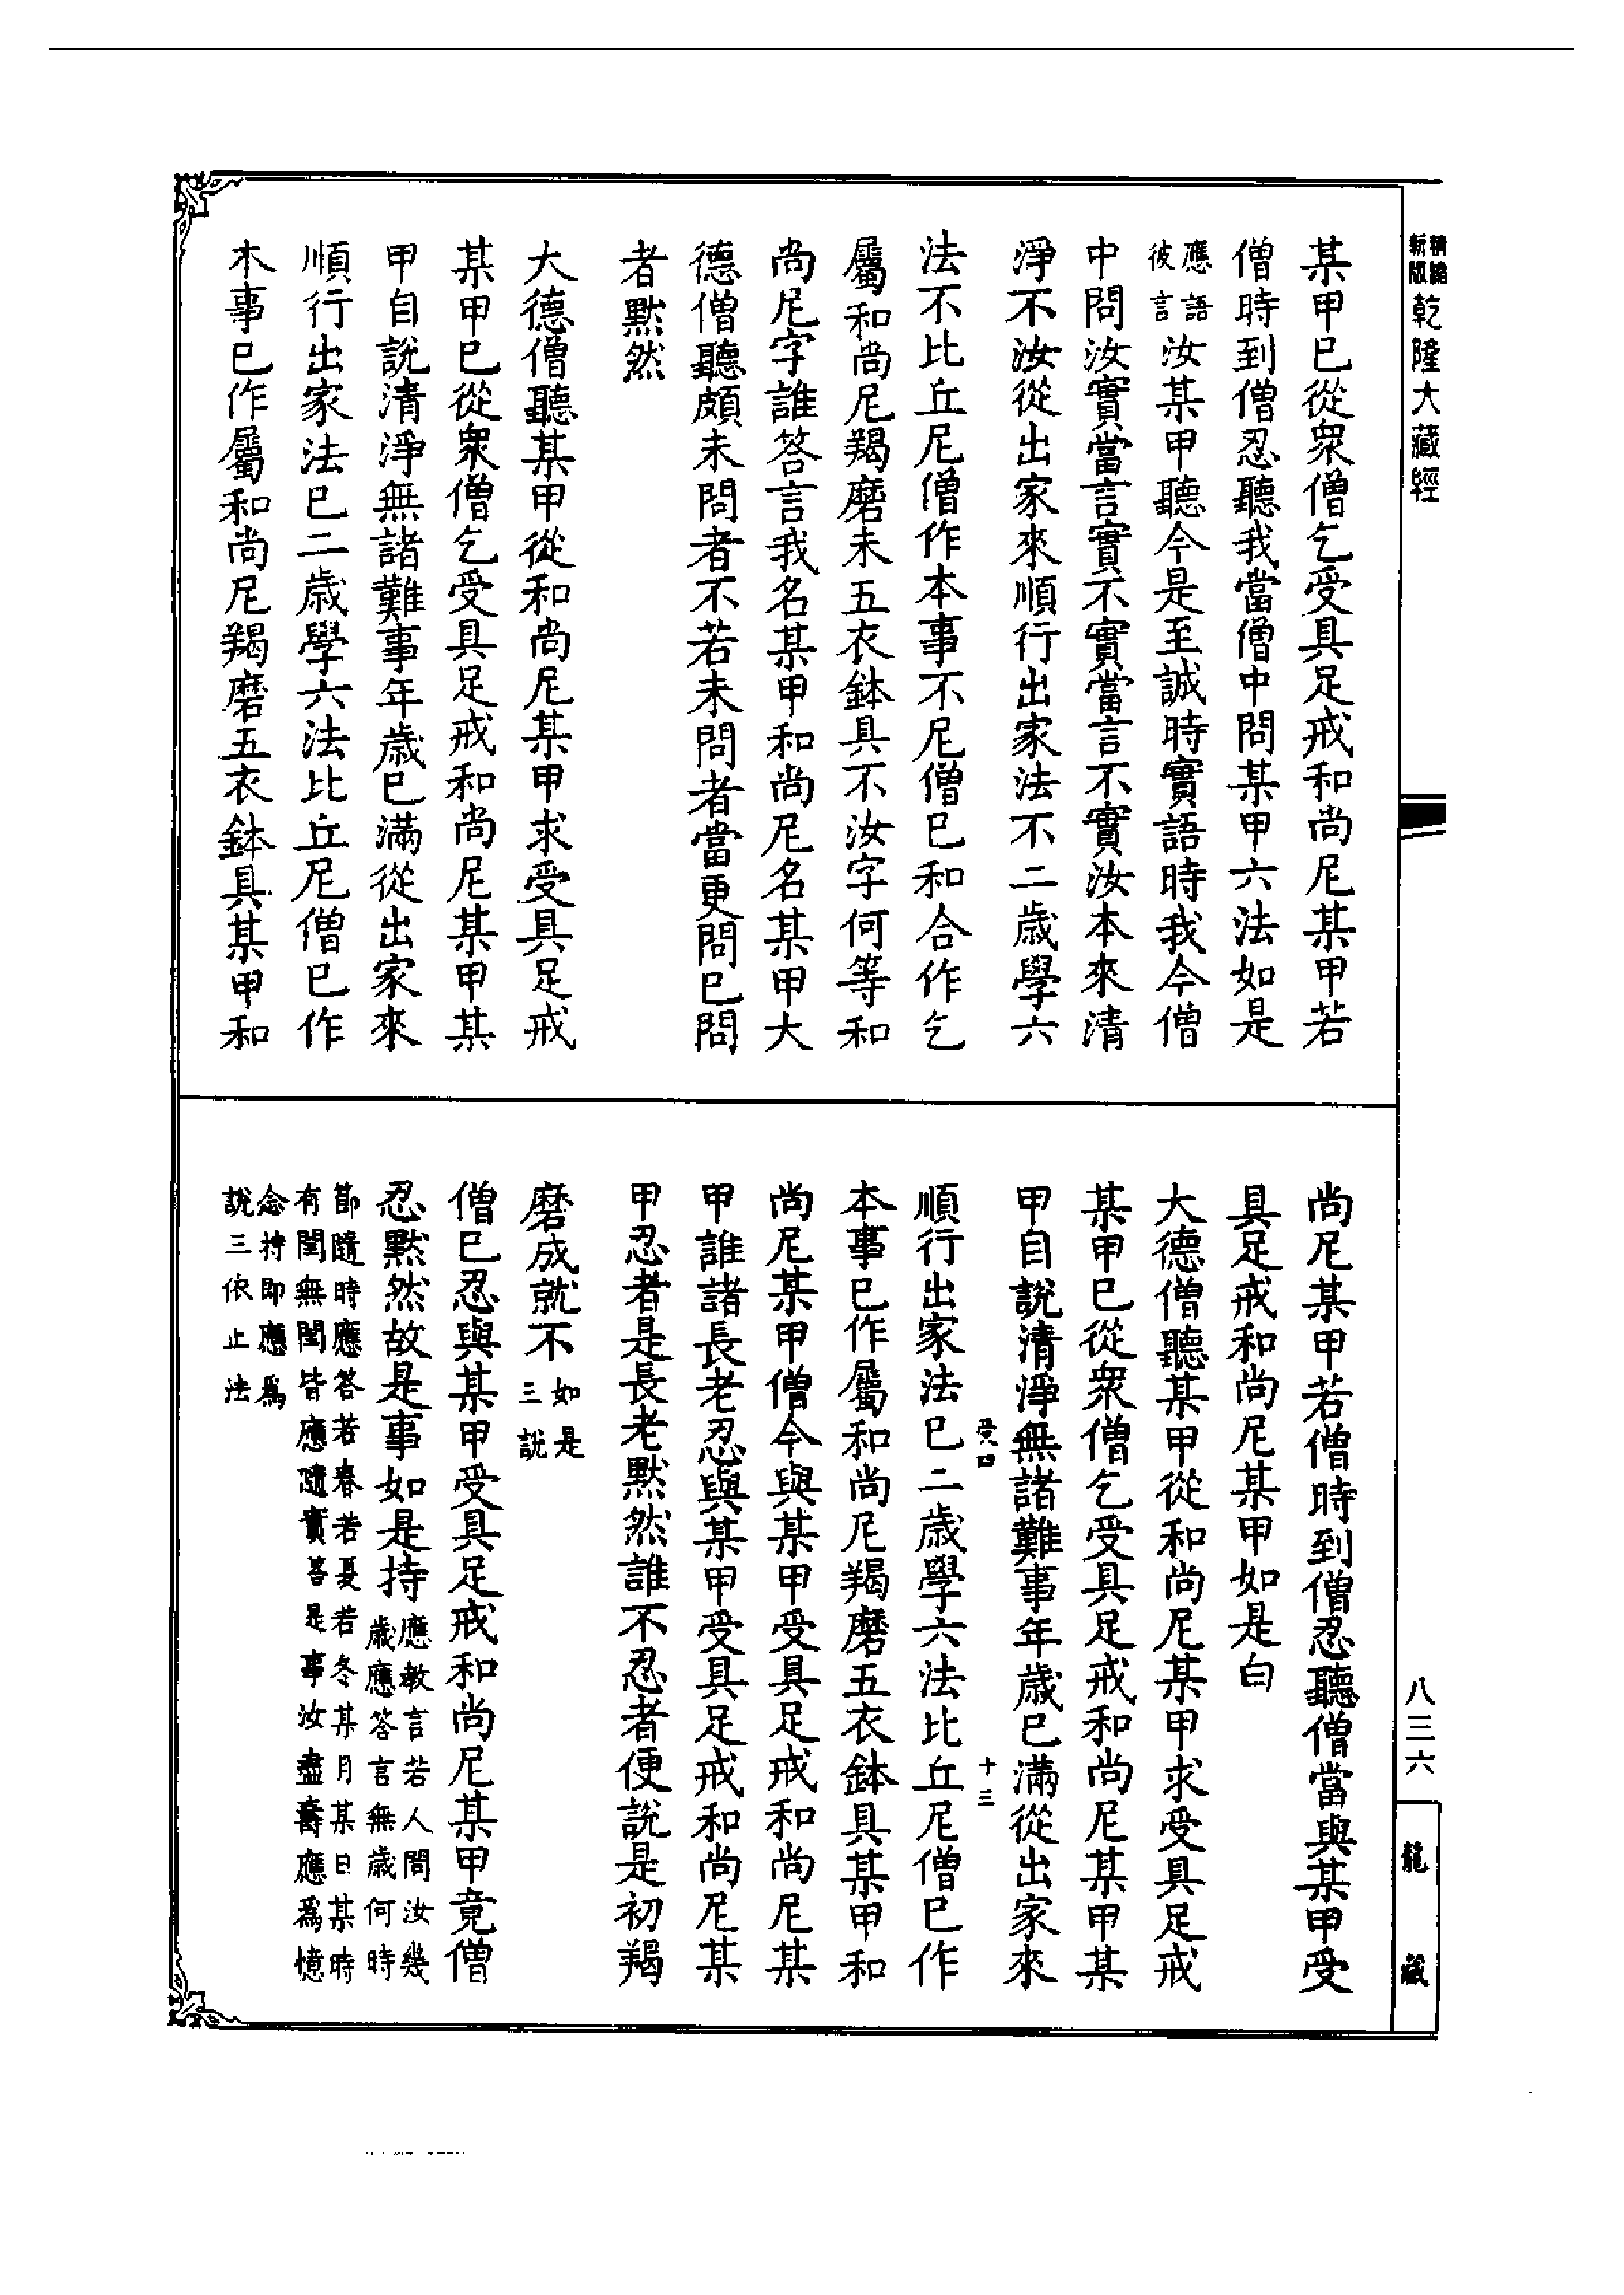 精縮新版乾隆大藏經
某甲已從衆僧乞受具足戒和尚尼某甲若
僧時到僧忍聽我當僧中問某甲六法如是
應語彼言汝某甲聽今是至誠時實語時我今僧
中問汝實當言實不實當言不實汝本來清
淨不汝從出家來順行出家法不二歲學六
法不比丘尼僧作本事不尼僧已和合作乞
屬和尚尼羯磨未五衣鉢具不汝字何等和
尚尼字誰答言我名某甲和尚尼名某甲大
德僧聽頗未問者不若未問者當更問已問
者默然
大德僧聽某甲從和尚尼某甲求受具足戒
某甲已從衆僧乞受具足戒和尚尼某甲某
甲自說清淨無諸難事年歲已滿從出家來
順行出家法已二歲學六法比丘尼僧已作
本事已作屬和尚尼羯磨五衣鉢具某甲和
尚尼某甲若僧時到僧忍聽僧當與某甲受
具足戒和尚尼某甲如是白
大德僧聽某甲從和尚尼某甲求受具足戒
某甲已從衆僧乞受具足戒和尚尼某甲某
甲自說清淨無諸難事年歲已滿從出家來
受四
十三
順行出家法已二歲學六法比丘尼僧已作
本事已作屬和尚尼羯磨五衣鉢具某甲和
尚尼某甲僧今與某甲受具足戒和尚尼某
甲誰諸長老忍與某甲受具足戒和尚尼某
甲忍者是長老默然誰不忍者便說是初羯
磨成就不如是三說
僧已忍與某甲受具足戒和尚尼某甲竟僧
忍默然故是事如是持應教言若人問汝幾
歲應答言無歲何時
節隨時應答若春若夏若冬某月某日某時
有閏無閏皆應隨實答是事汝盡壽應爲憶
念持即應爲
說三依止法
八三六
龍藏